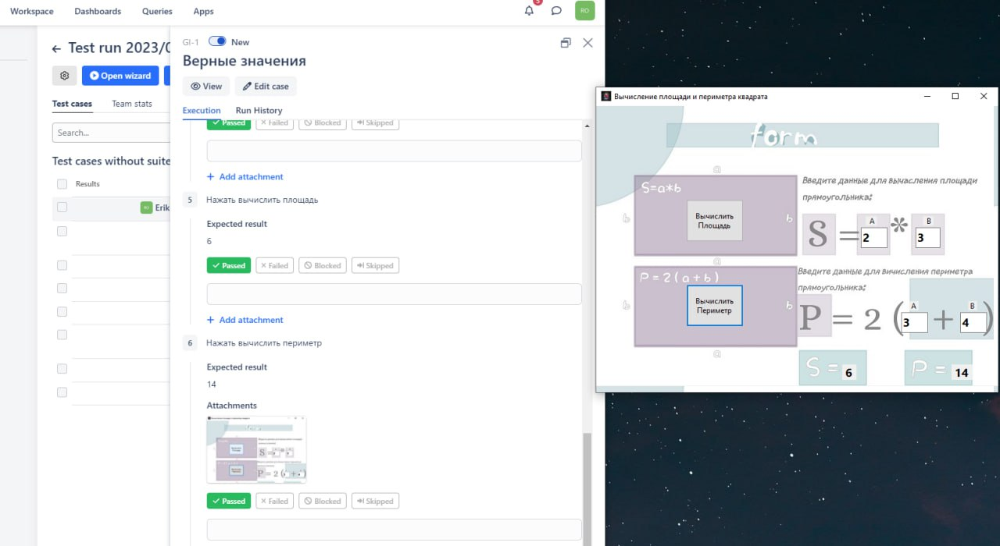 Workspace
Dashboards
Queries
Apps
5
RO
Test run 2023/0
Open wizard
Test cases
Team stats
Search...
Test cases without suite
Results
RO
Erik
GI-1
New
Верные значения
View
Edit case
Execution
Run History
Passed
Failed
Blocked
Skipped
+ Add attachment
5
Нажать вычислить площадь
Expected result
6
Passed
Failed
Blocked
Skipped
+ Add attachment
6
Нажать вычислить периметр
Expected result
14
Attachments
Passed
Failed
Blocked
Skipped
Вычисление площади и периметра квадрата
form
a
S=a*b
b
Вычислить
Площадь
b
a
Введите данные для вычасления площади
прямоугольника:
S = A 2 * B 3
P = 2 ( a + b )
b
Вычислить
Периметр
b
a
Введите данные для вичисления периметра
прямоугольника:
P = 2 ( A 3 + B 4 )
S = 6
P = 14